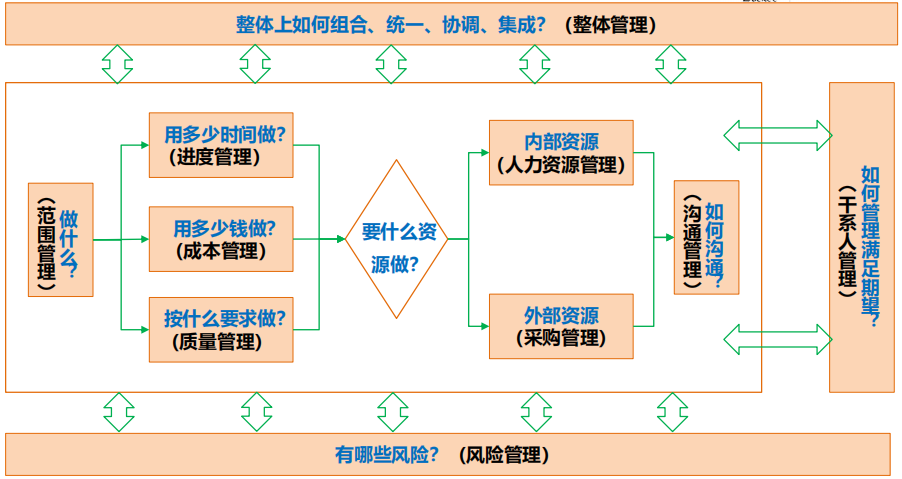 整体上如何组合、统一、协调、集成？（整体管理）
做什么？
（范围管理）
用多少时间做？
（进度管理）
用多少钱做？
（成本管理）
按什么要求做？
（质量管理）
要什么资
源做？
内部资源
（人力资源管理）
外部资源
（采购管理）
如何沟通？
（沟通管理）
如何管理满足期望？
（干系人管理）
有哪些风险？（风险管理）